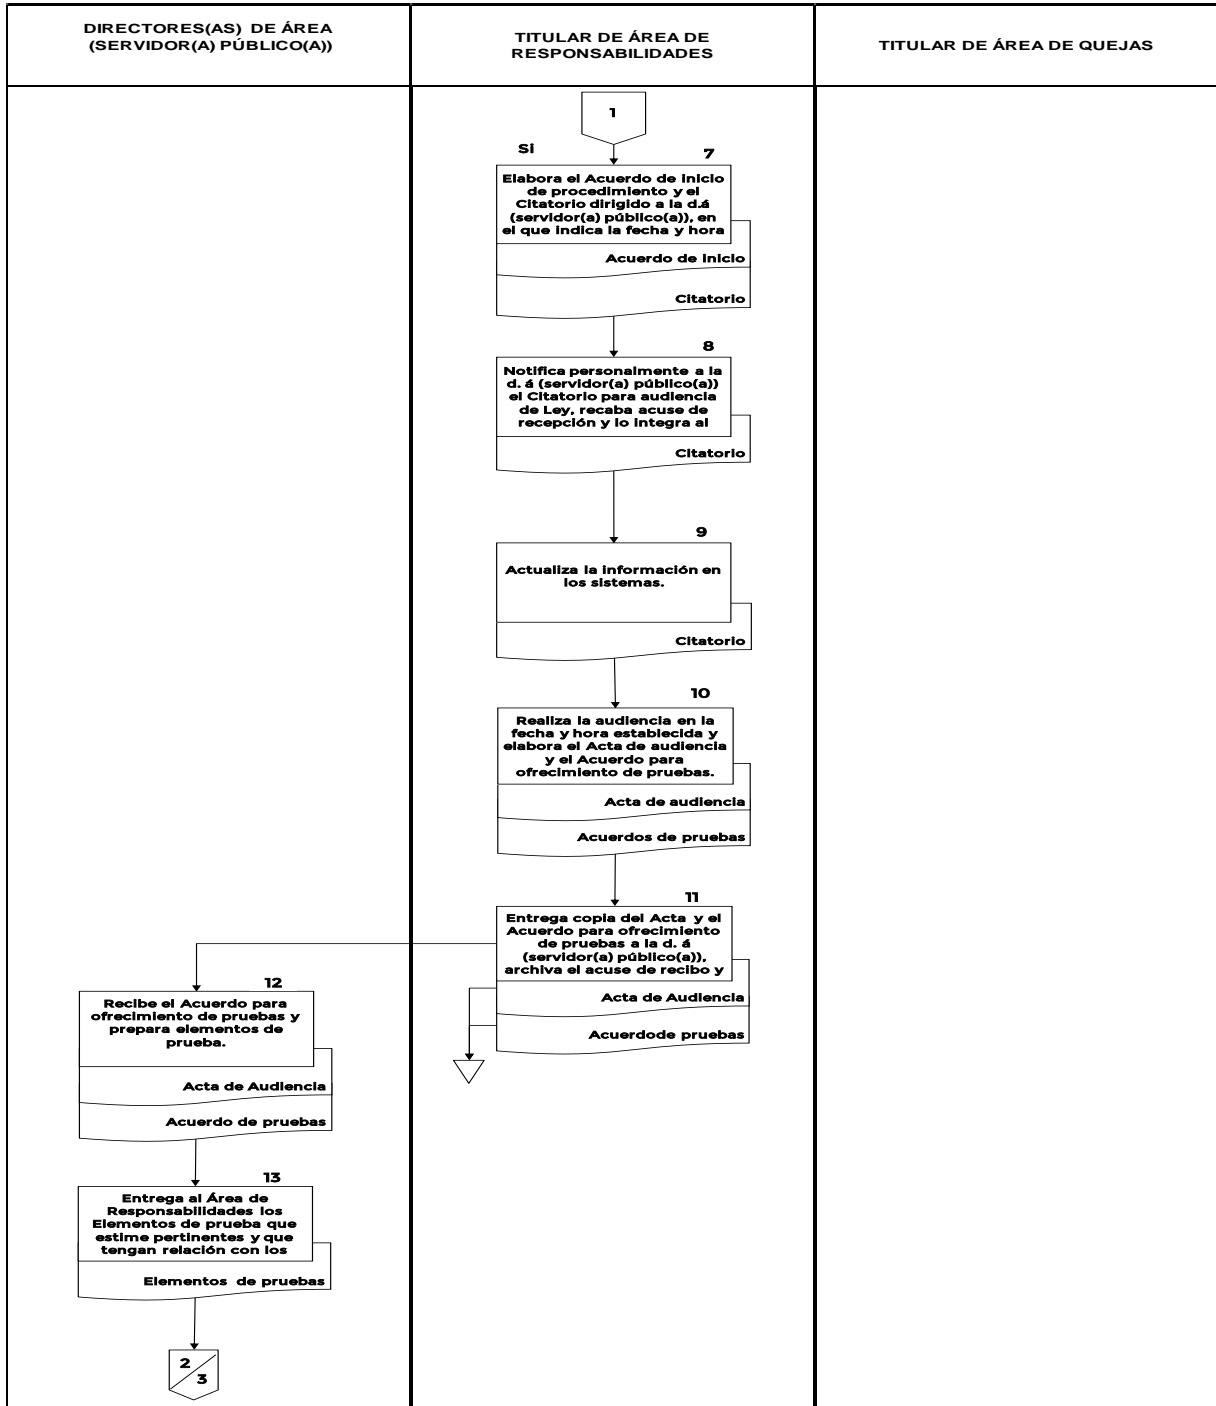 DIRECTORES(AS) DE ÁREA
(SERVIDOR(A) PÚBLICO(A))
TITULAR DE ÁREA DE
RESPONSABILIDADES
TITULAR DE ÁREA DE QUEJAS
1
Si
7
Elabora el Acuerdo de inicio
de procedimiento y el
Citatorio dirigido a la d.á
(servidor(a) público(a)), en
el que indica la fecha y hora
Acuerdo de inicio
Citatorio
8
Notifica personalmente a la
d. á (servidor(a) público(a))
el Citatorio para audiencia
de Ley, recaba acuse de
recepción y lo integra al
Citatorio
9
Actualiza la información en
los sistemas.
Citatorio
10
Realiza la audiencia en la
fecha y hora establecida y
elabora el Acta de audiencia
y el Acuerdo para
ofrecimiento de pruebas.
Acta de audiencia
Acuerdos de pruebas
11
Entrega copia del Acta y el
Acuerdo para ofrecimiento
de pruebas a la d. á
(servidor(a) público(a)),
archiva el acuse de recibo y
Acta de Audiencia
Acuerdode pruebas
12
Recibe el Acuerdo para
ofrecimiento de pruebas y
prepara elementos de
prueba.
Acta de Audiencia
Acuerdo de pruebas
13
Entrega al Área de
Responsabilidades los
Elementos de prueba que
estime pertinentes y que
tengan relación con los
Elementos de pruebas
2
3